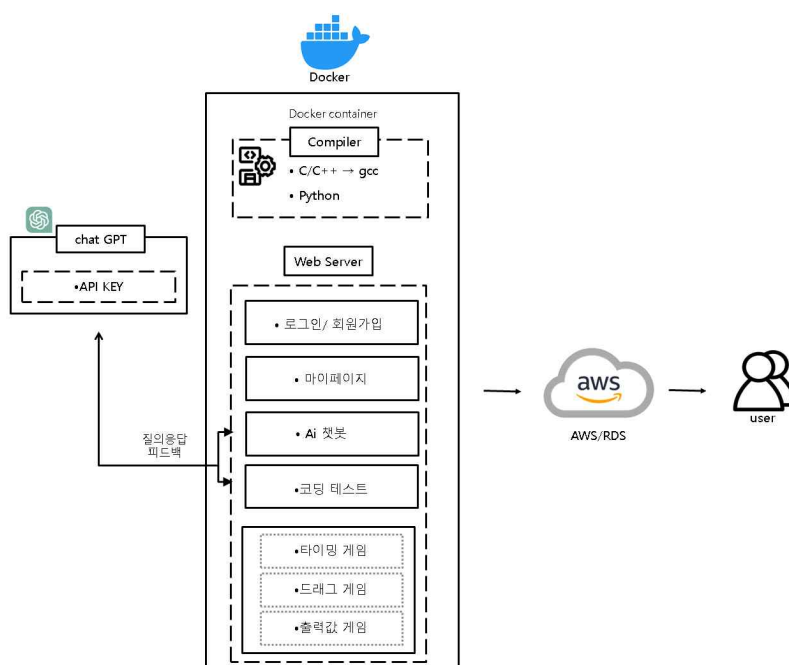 Docker
Docker container
Compiler
• C/C++ → gcc
• Python
chat GPT
•API KEY
Web Server
• 로그인/ 회원가입
• 마이페이지
• Ai 챗봇
•코딩 테스트
•타이밍 게임
•드래그 게임
•출력값 게임
질의응답
피드백
aws
AWS/RDS
user